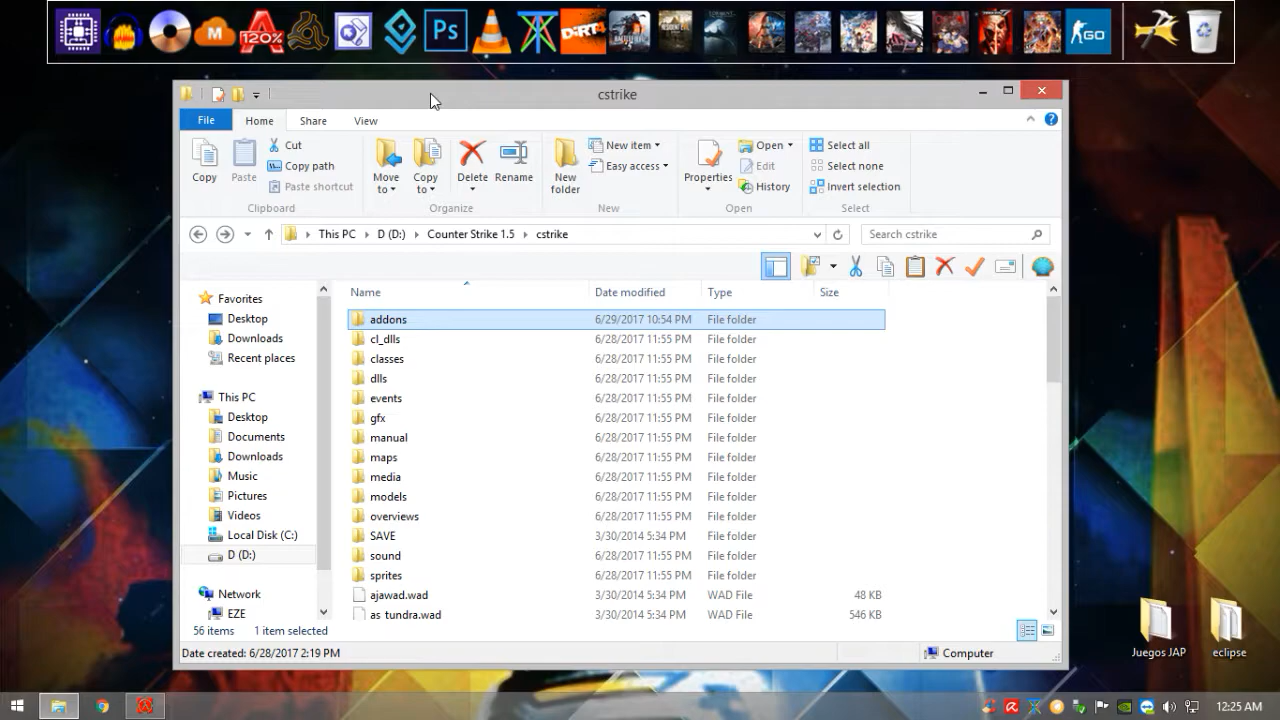 M
120%
Ps
DiRT4
GO
cstrike
File Home Share View
Copy
Paste
Cut
Copy path
Paste shortcut
Clipboard
Move to
Copy to
Delete
Rename
Organize
New folder
New item
Easy access
New
Properties
Open
Edit
History
Open
Select all
Select none
Invert selection
Select
This PC D (D:) Counter Strike 1.5 cstrike
Search cstrike
Favorites
Desktop
Downloads
Recent places
This PC
Desktop
Documents
Downloads
Music
Pictures
Videos
Local Disk (C:)
D (D:)
Network
EZE
Name Date modified Type Size
addons 6/29/2017 10:54 PM File folder
cl_dlls 6/28/2017 11:55 PM File folder
classes 6/28/2017 11:55 PM File folder
dlls 6/28/2017 11:55 PM File folder
events 6/28/2017 11:55 PM File folder
gfx 6/28/2017 11:55 PM File folder
manual 6/28/2017 11:55 PM File folder
maps 6/28/2017 11:55 PM File folder
media 6/28/2017 11:55 PM File folder
models 6/28/2017 11:55 PM File folder
overviews 6/28/2017 11:55 PM File folder
SAVE 3/30/2014 5:34 PM File folder
sound 6/28/2017 11:55 PM File folder
sprites 6/28/2017 11:55 PM File folder
ajawad.wad 3/30/2014 5:34 PM WAD File 48 KB
as_tundra.wad 3/30/2014 5:34 PM WAD File 546 KB
56 items 1 item selected
Date created: 6/28/2017 2:19 PM
Computer
Juegos JAP
eclipse
12:25 AM